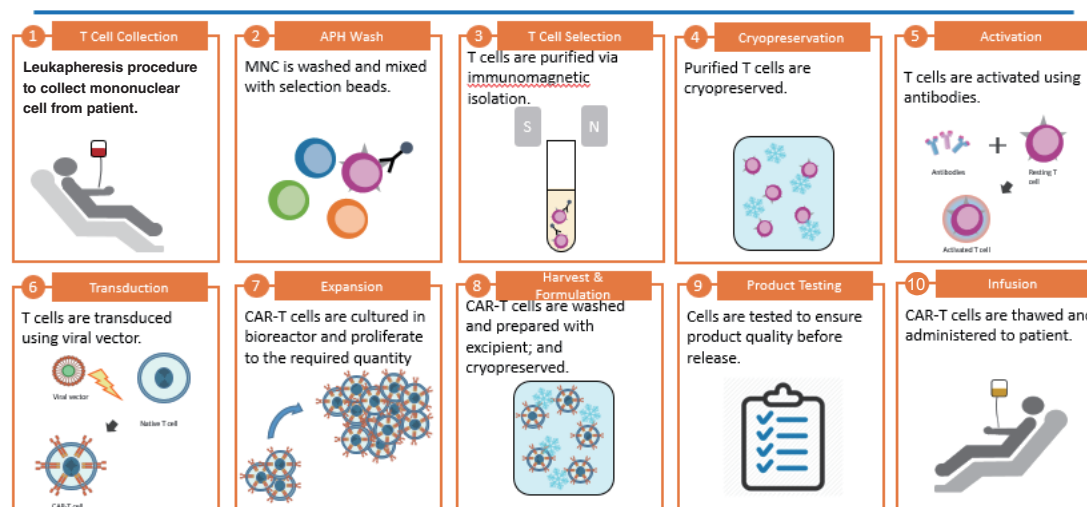 1 T Cell Collection
Leukapheresis procedure
to collect mononuclear
cell from patient.
2 APH Wash
MNC is washed and mixed
with selection beads.
3 T Cell Selection
T cells are purified via
immunomagnetic
isolation.
S N
4 Cryopreservation
Purified T cells are
cryopreserved.
5 Activation
T cells are activated using
antibodies.
Antibodies
Resting T
cell
Activated T cell
6 Transduction
T cells are transduced
using viral vector.
Viral vector
Native T cell
CAR-T cell
7 Expansion
CAR-T cells are cultured in
bioreactor and proliferate
to the required quantity
8 Harvest &
Formulation
CAR-T cells are washed
and prepared with
excipient; and
cryopreserved.
9 Product Testing
Cells are tested to ensure
product quality before
release.
10 Infusion
CAR-T cells are thawed and
administered to patient.